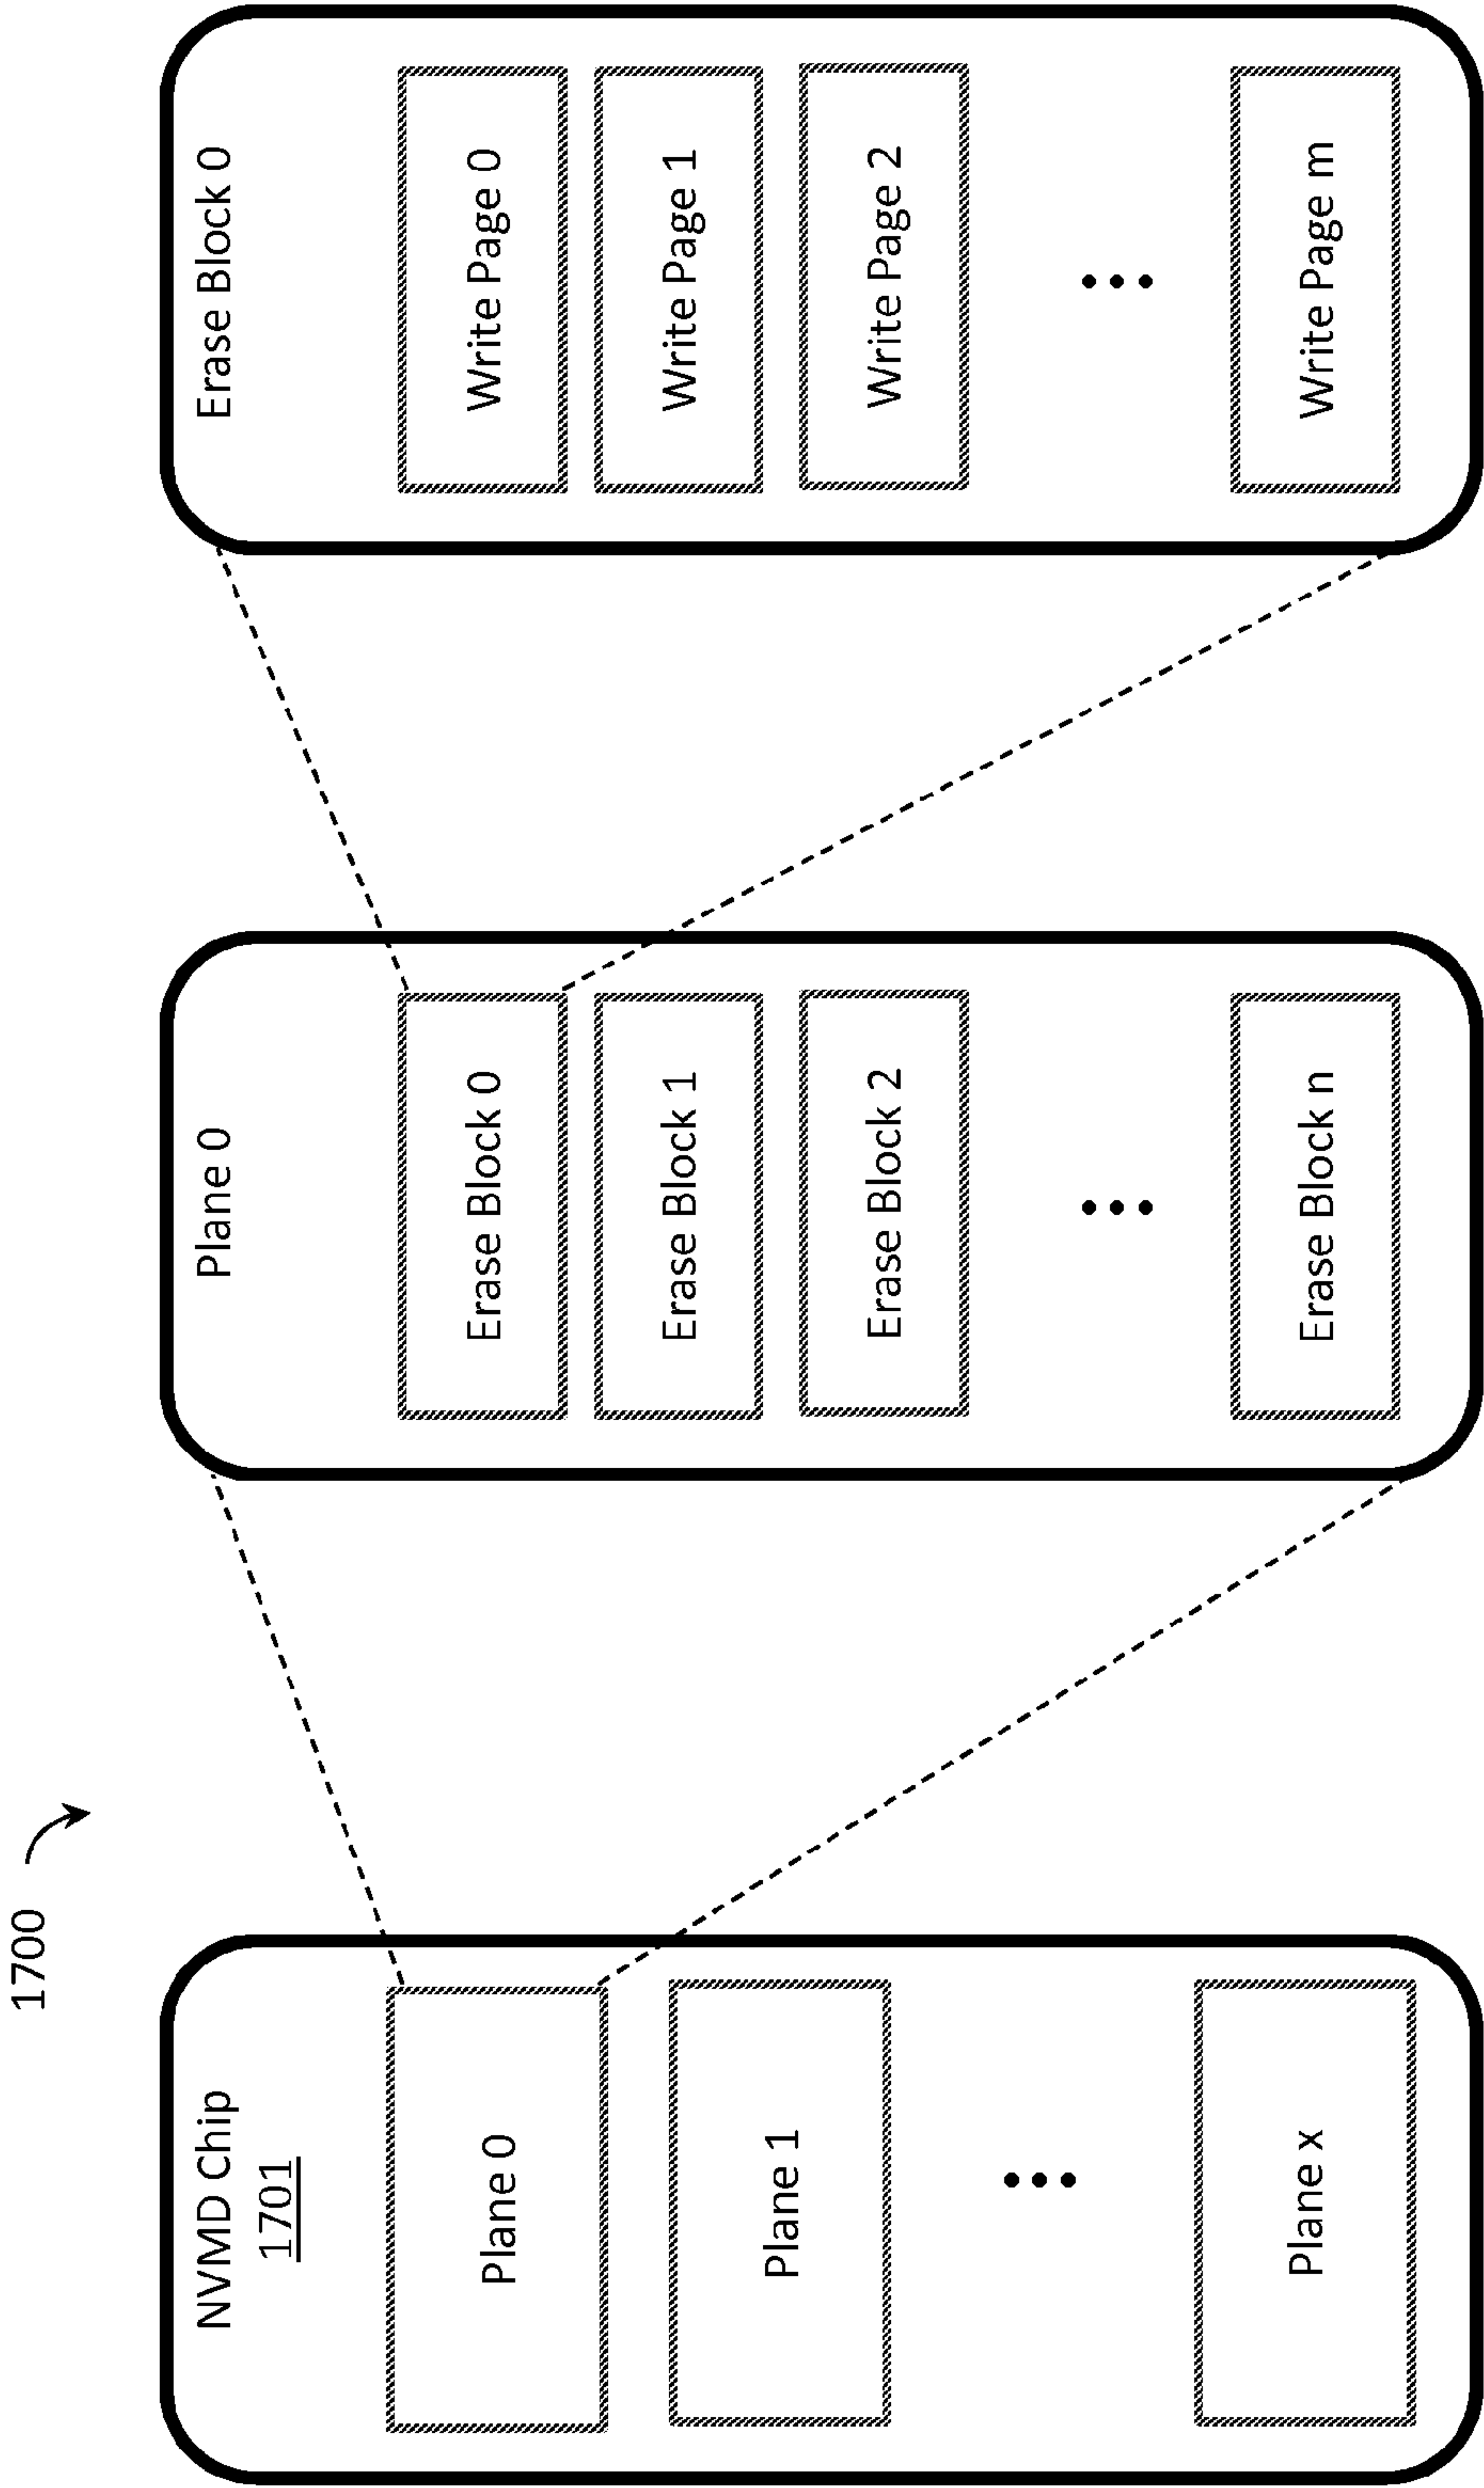 1700
NVMD Chip
1701
Plane 0
Plane 1
Plane x
Plane 0
Erase Block 0
Erase Block 1
Erase Block 2
Erase Block n
Erase Block 0
Write Page 0
Write Page 1
Write Page 2
Write Page m